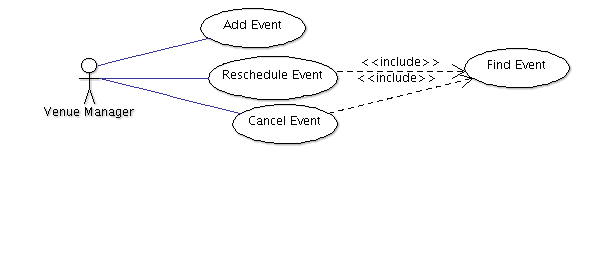 Add Event
<<include>>
Find Event
Reschedule Event
<<include>>
Venue Manager
Cancel Event